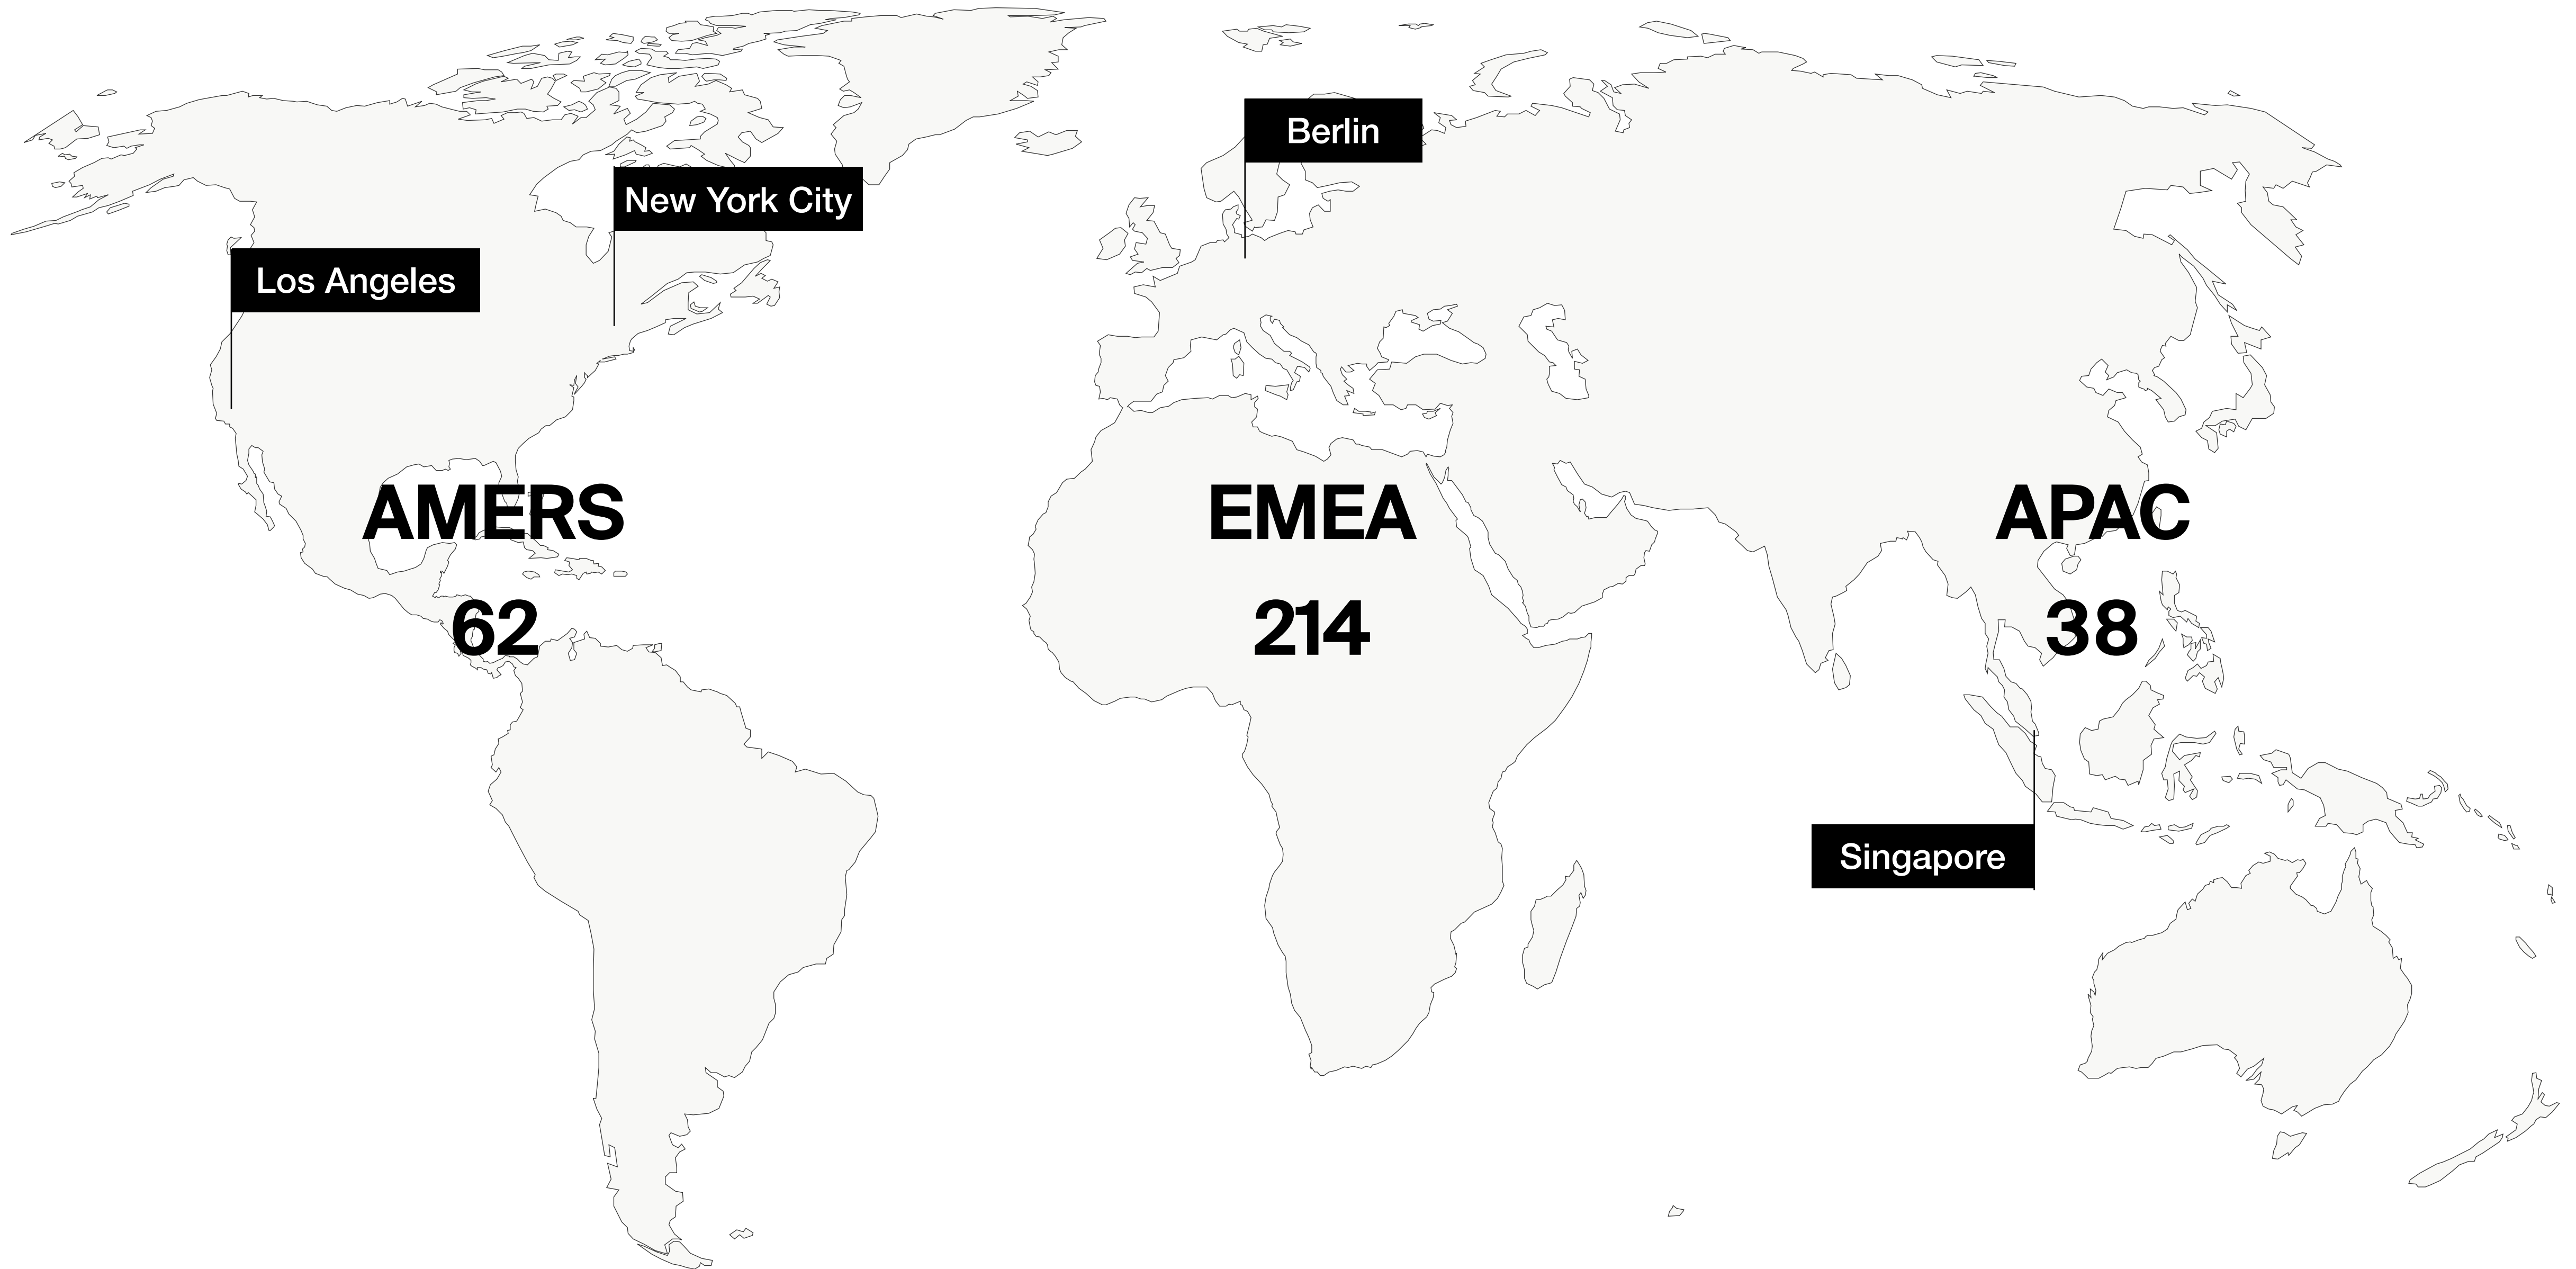 Berlin
New York City
Los Angeles
AMERS
62
EMEA
214
APAC
38
Singapore